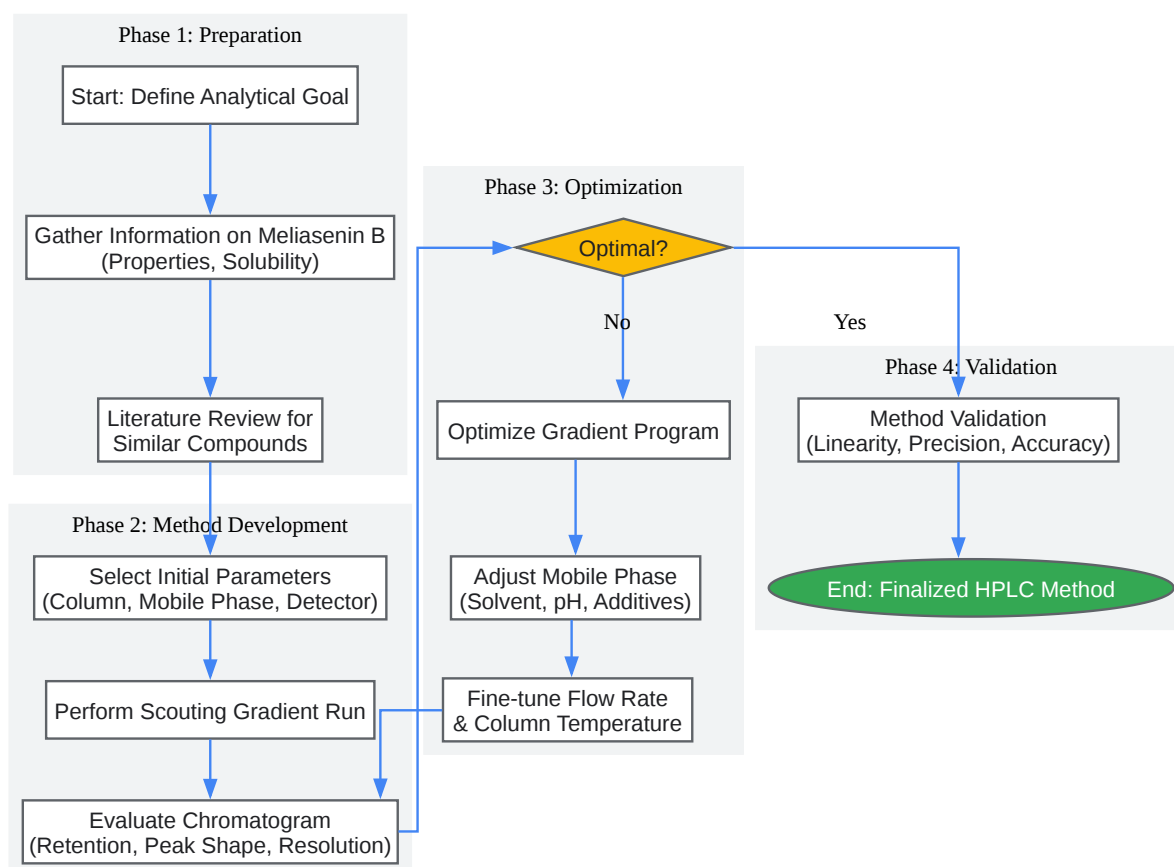 Phase 1: Preparation
Start: Define Analytical Goal
Gather Information on Meliasenin B
(Properties, Solubility)
Literature Review for
Similar Compounds
Phase 2: Method Development
Select Initial Parameters
(Column, Mobile Phase, Detector)
Perform Scouting Gradient Run
Evaluate Chromatogram
(Retention, Peak Shape, Resolution)
Phase 3: Optimization
Optimal?
No
Yes
Optimize Gradient Program
Adjust Mobile Phase
(Solvent, pH, Additives)
Fine-tune Flow Rate
& Column Temperature
Phase 4: Validation
Method Validation
(Linearity, Precision, Accuracy)
End: Finalized HPLC Method